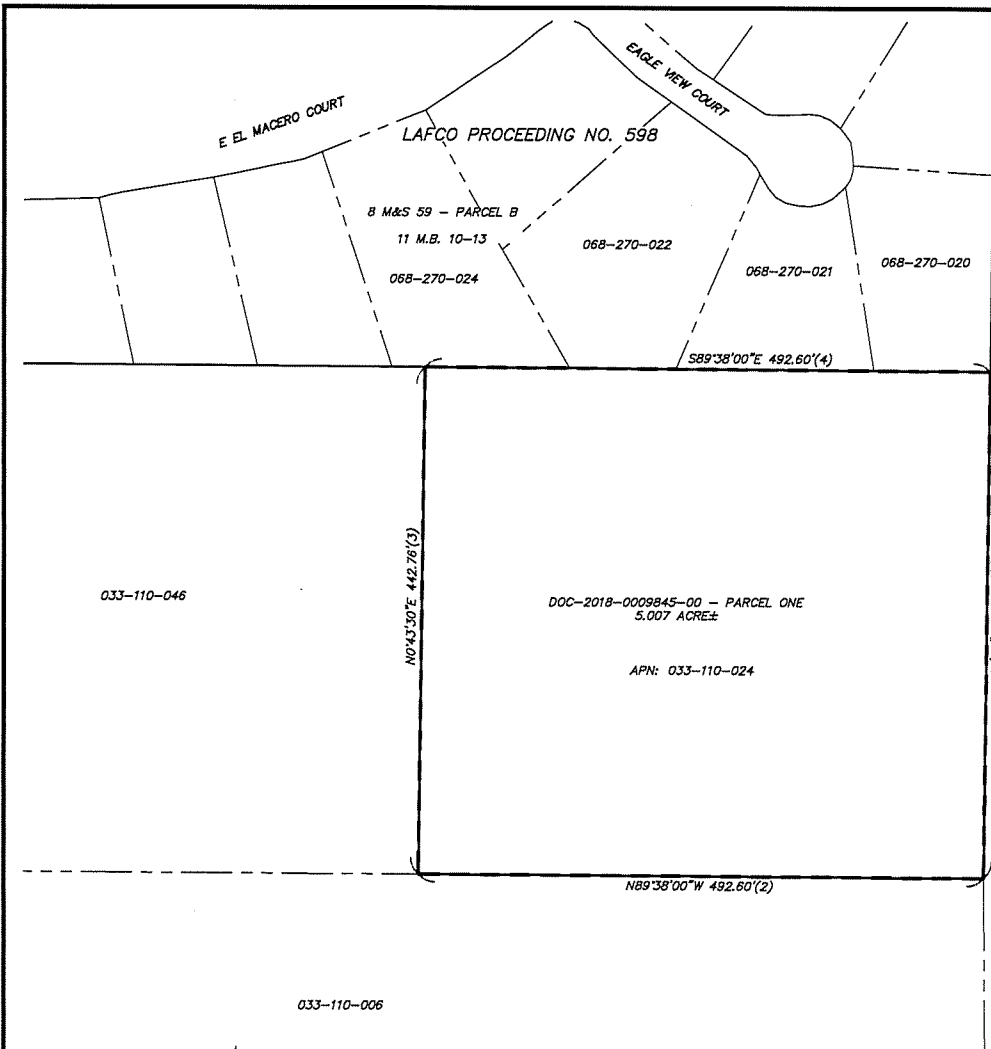 E EL MACERO COURT
EAGLE VIEW COURT
LAFCO PROCEEDING NO. 598
8 M&S 59 - PARCEL B
11 M.B. 10-13
068-270-024
068-270-022
068-270-021
068-270-020
S89°38'00"E 492.60'(4)
N0°43'30"E 442.76'(3)
033-110-046
DOC-2018-0009845-00 - PARCEL ONE
5.007 ACRE±
APN: 033-110-024
N89°38'00"W 492.60'(2)
033-110-006